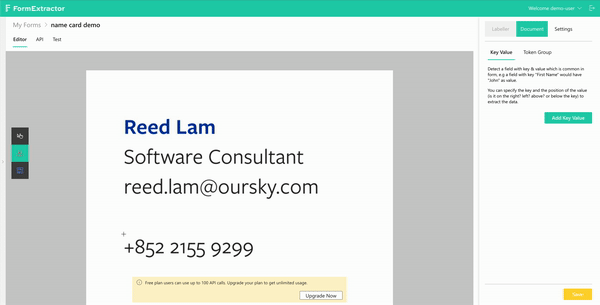 FormExtractor
Welcome demo-user
My Forms > name card demo
Editor API Test
Labeler Document Settings
Key Value Token Group
Detect a field with key & value which is common in
form, e.g a field with key "First Name" would have
"John" as value.
You can specify the key and the position of the value
(is it on the right? left? above? or below the key) to
extract the data.
Add Key Value
Reed Lam
Software Consultant
reed.lam@oursky.com
+852 2155 9299
Free plan users can use up to 100 API calls. Upgrade your plan to get unlimited usage.
Upgrade Now
Save